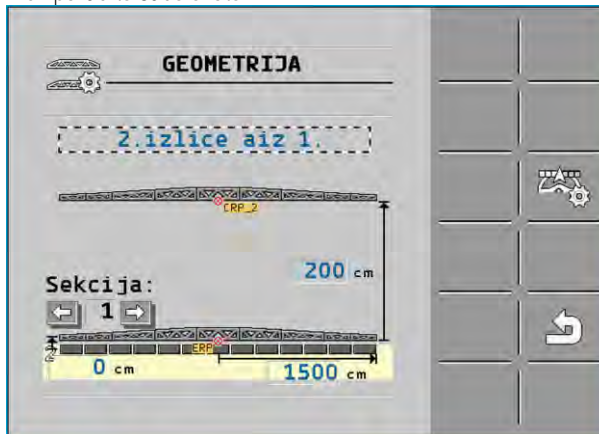 GEOMETRIJA
2.izlice aiz 1.
CRP_2
200 cm
Sekcija:
1
ERP
0 cm
1500 cm